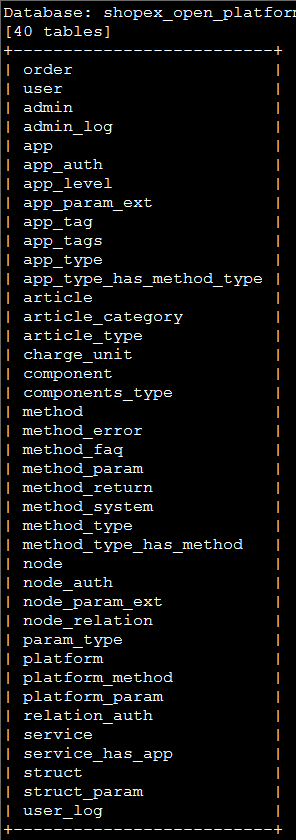 Database: shopex_open_platform
[40 tables]
+---------------------------+
| order                     |
| user                      |
| admin                     |
| admin_log                 |
| app                       |
| app_auth                  |
| app_level                 |
| app_param_ext             |
| app_tag                   |
| app_tags                  |
| app_type                  |
| app_type_has_method_type |
| article                   |
| article_category          |
| article_type              |
| charge_unit               |
| component                 |
| components_type           |
| method                    |
| method_error              |
| method_faq                |
| method_param              |
| method_return             |
| method_system             |
| method_type               |
| method_type_has_method    |
| node                      |
| node_auth                 |
| node_param_ext            |
| node_relation             |
| param_type                |
| platform                  |
| platform_method           |
| platform_param            |
| relation_auth             |
| service                   |
| service_has_app           |
| struct                    |
| struct_param              |
| user_log                  |
+---------------------------+